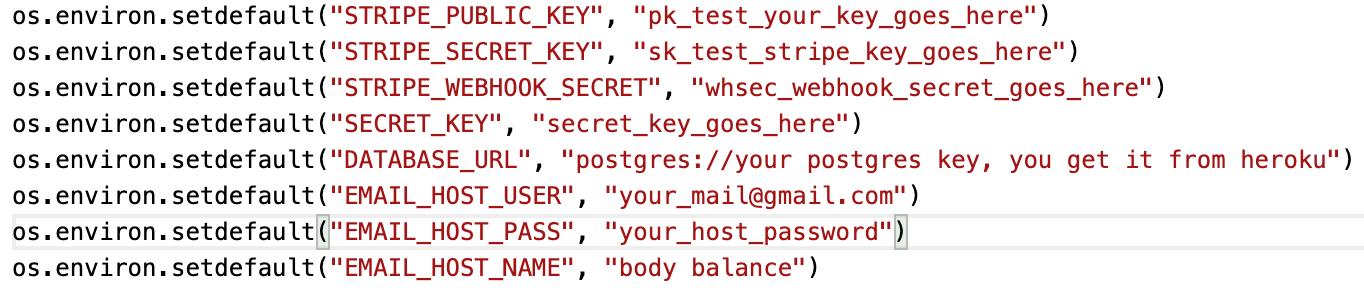 os.environ.setdefault("STRIPE_PUBLIC_KEY", "pk_test_your_key_goes_here")
os.environ.setdefault("STRIPE_SECRET_KEY", "sk_test_stripe_key_goes_here")
os.environ.setdefault("STRIPE_WEBHOOK_SECRET", "whsec_webhook_secret_goes_here")
os.environ.setdefault("SECRET_KEY", "secret_key_goes_here")
os.environ.setdefault("DATABASE_URL", "postgres://your postgres key, you get it from heroku")
os.environ.setdefault("EMAIL_HOST_USER", "your_mail@gmail.com")
os.environ.setdefault("EMAIL_HOST_PASS", "your_host_password")
os.environ.setdefault("EMAIL_HOST_NAME", "body balance")